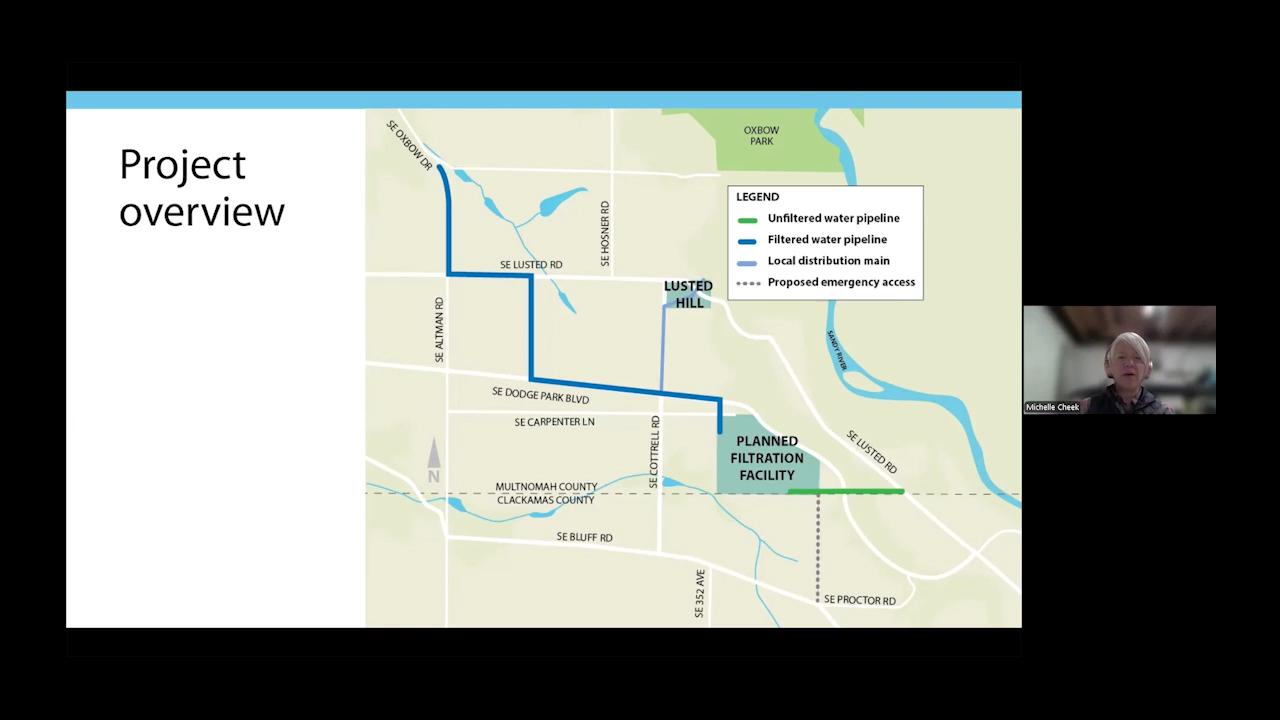 Project
overview
SE OXBOW DR
OXBOW
PARK
LEGEND
Unfiltered water pipeline
Filtered water pipeline
Local distribution main
Proposed emergency access
SE HOSNER RD
SE LUSTED RD
LUSTED
HILL
SE ALTMAN RD
SANDY RIVER
SE DODGE PARK BLVD
SE CARPENTER LN
SE COTTRELL RD
PLANNED
FILTRATION
FACILITY
SE LUSTED RD
N
MULTNOMAH COUNTY
CLACKAMAS COUNTY
SE BLUFF RD
SE 352 AVE
SE PROCTOR RD
Michelle Cheek